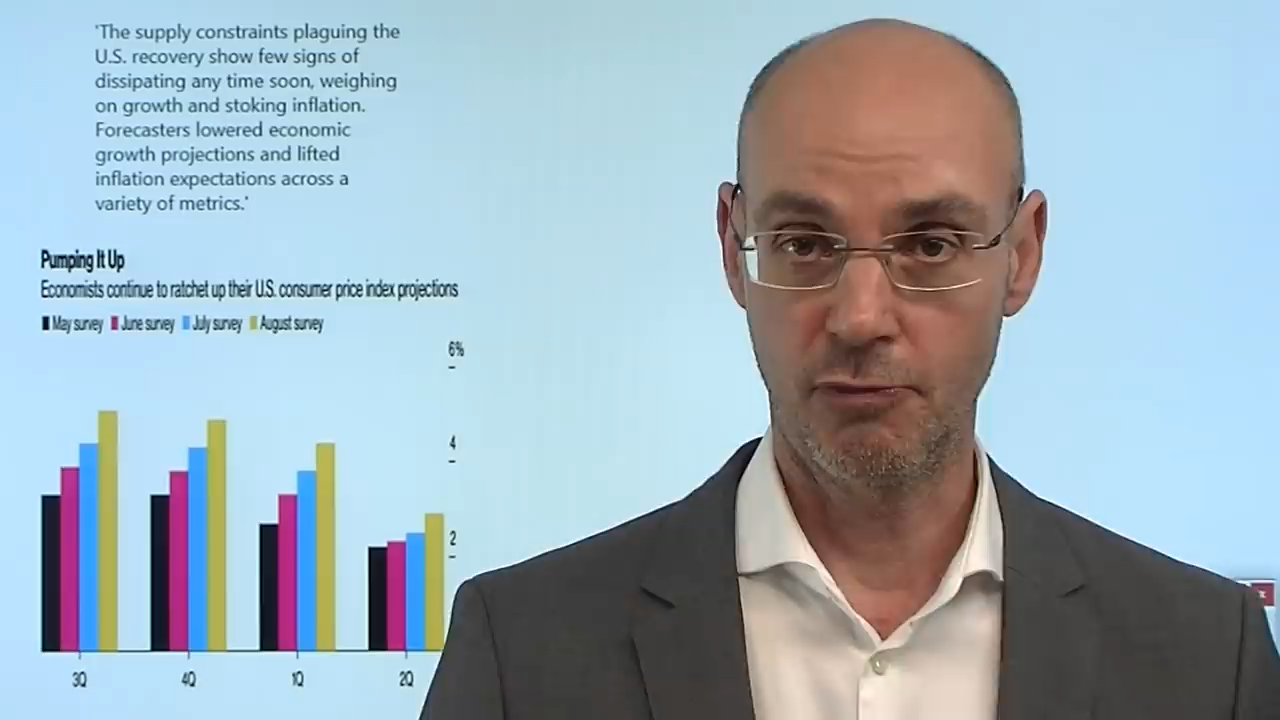 'The supply constraints plaguing the
U.S. recovery show few signs of
dissipating any time soon, weighing
on growth and stoking inflation.
Forecasters lowered economic
growth projections and lifted
inflation expectations across a
variety of metrics.'
Pumping It Up
Economists continue to ratchet up their U.S. consumer price index projections
May survey June survey July survey August survey
6%
4
2
3Q 4Q 1Q 2Q